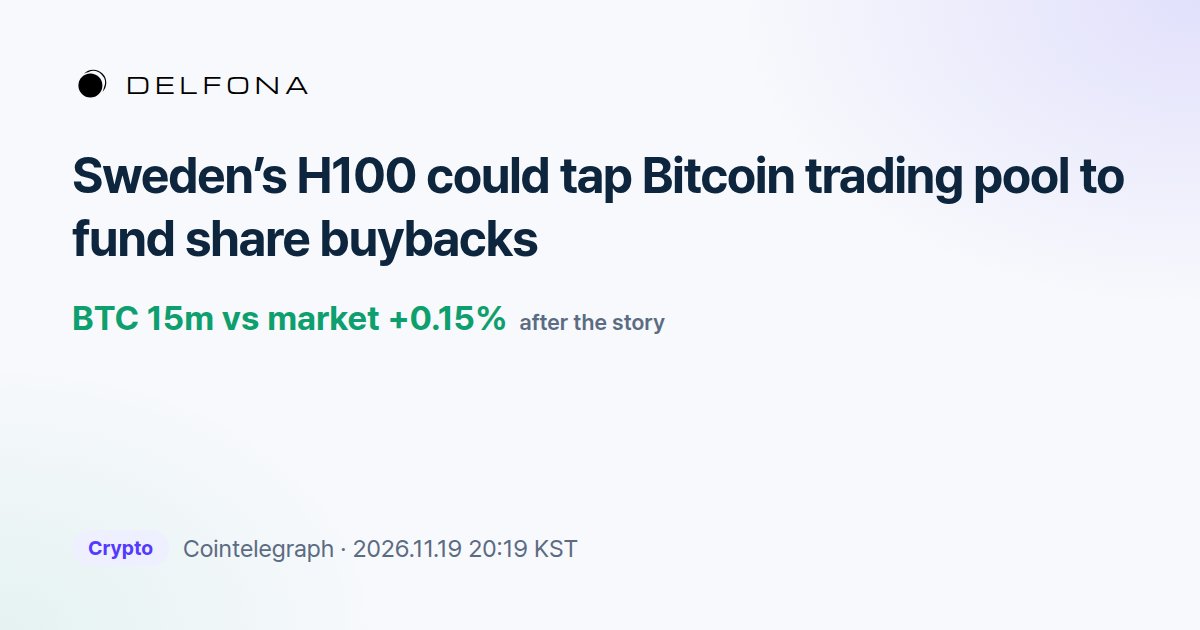 DELFONA
Sweden’s H100 could tap Bitcoin trading pool to
fund share buybacks
BTC 15m vs market +0.15% after the story
Crypto Cointelegraph · 2026.11.19 20:19 KST